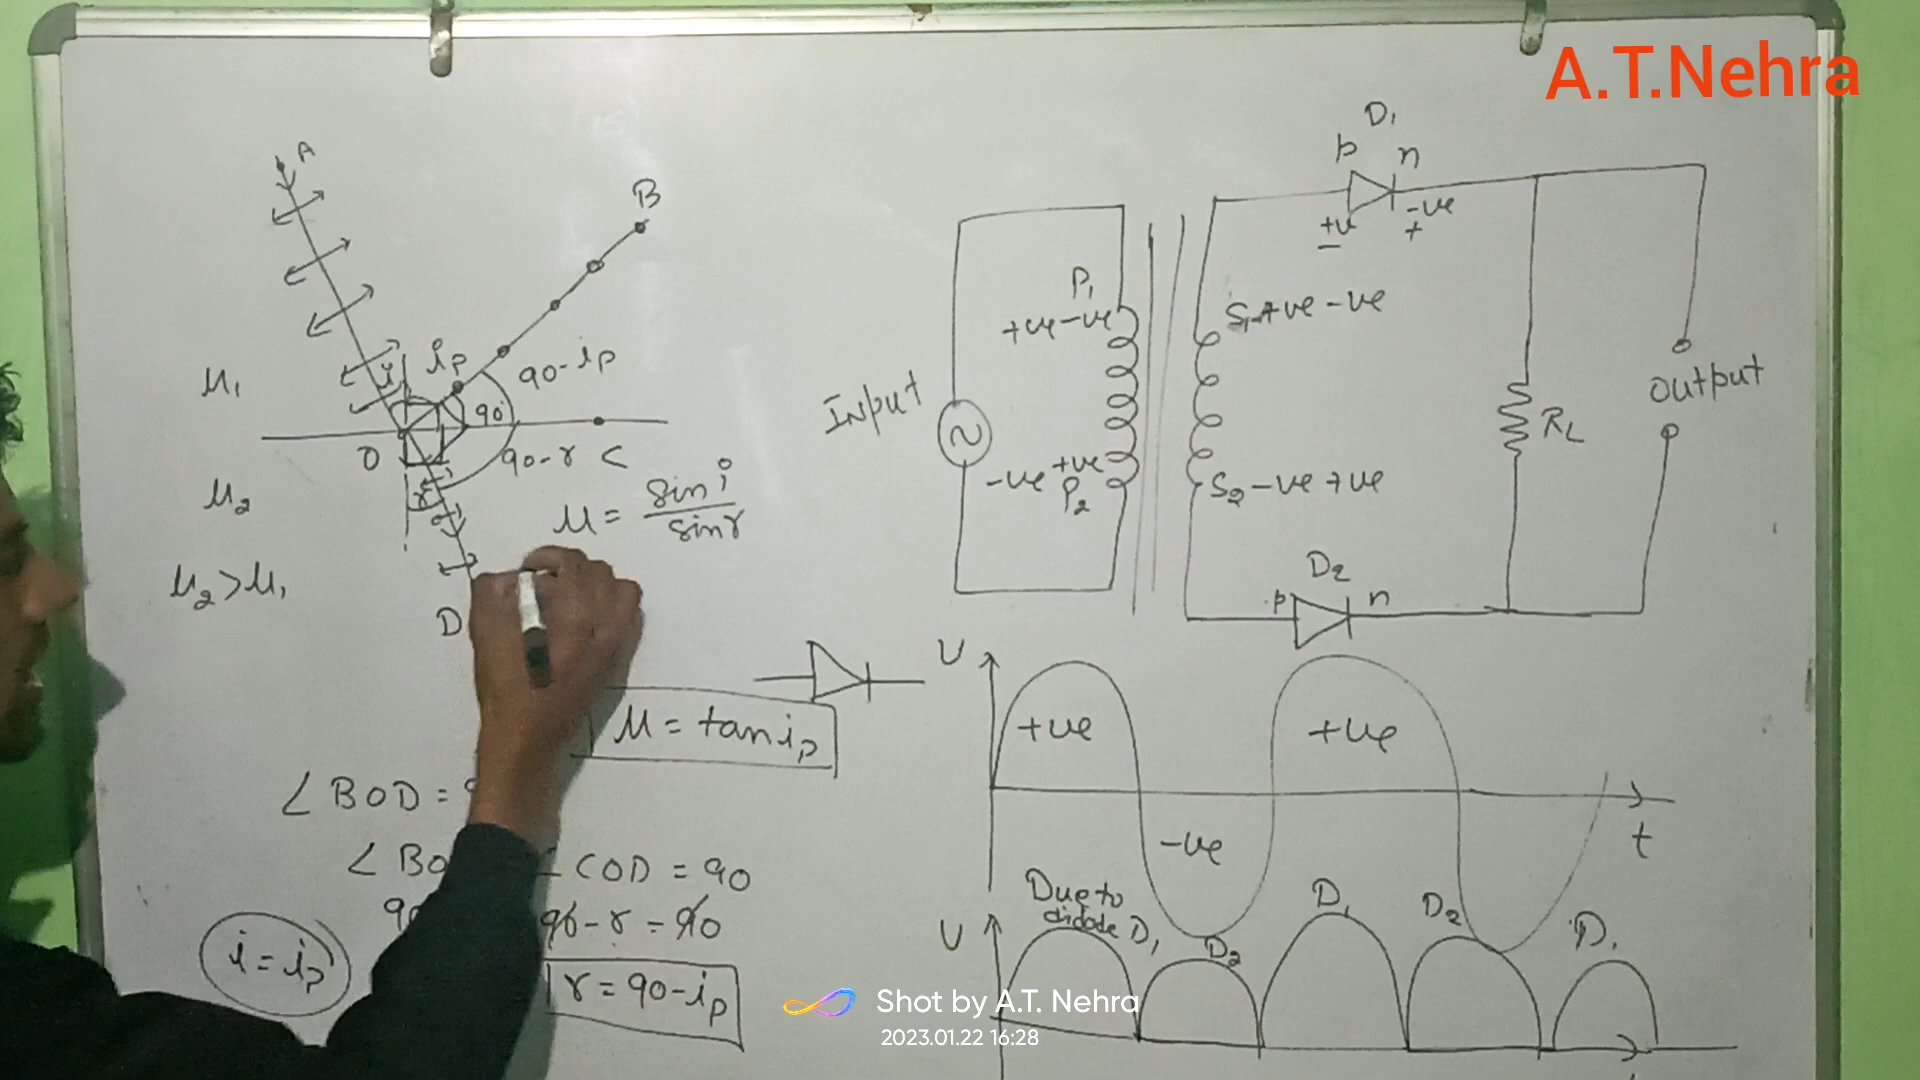 A.T.Nehra
A
B
i
ip
90-ip
90°
μ1
O
90-r
C
μ2
r
μ = sin i / sin r
μ2 > μ1
D
μ = tan ip
∠BOD = 9
∠BO
∠COD = 90
90
90 - r = 90
i = ip
r = 90 - ip
D1
p
n
+v
-ve
-
+
P1
+ve -ve
S1 +ve -ve
Input
Output
RL
-ve +ve
P2
S2 -ve +ve
D2
p
n
V
+ve
+ve
-ve
t
Due to
diode D1
D2
D1
D2
D1
V
Shot by A.T. Nehra
2023.01.22 16:28